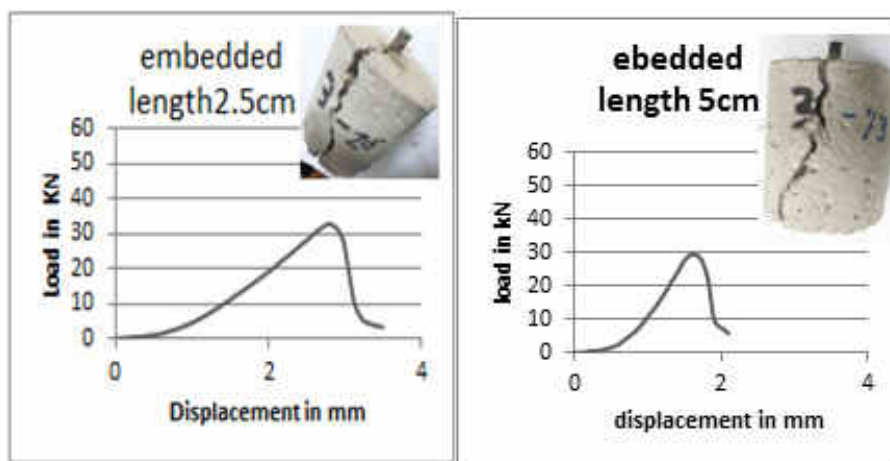 embedded
length2.5cm
60
50
40
30
20
10
0
Load in KN
0 2 4
Displacement in mm
ebedded
length 5cm
60
50
40
30
20
10
0
load in kN
0 2 4
displacement in mm